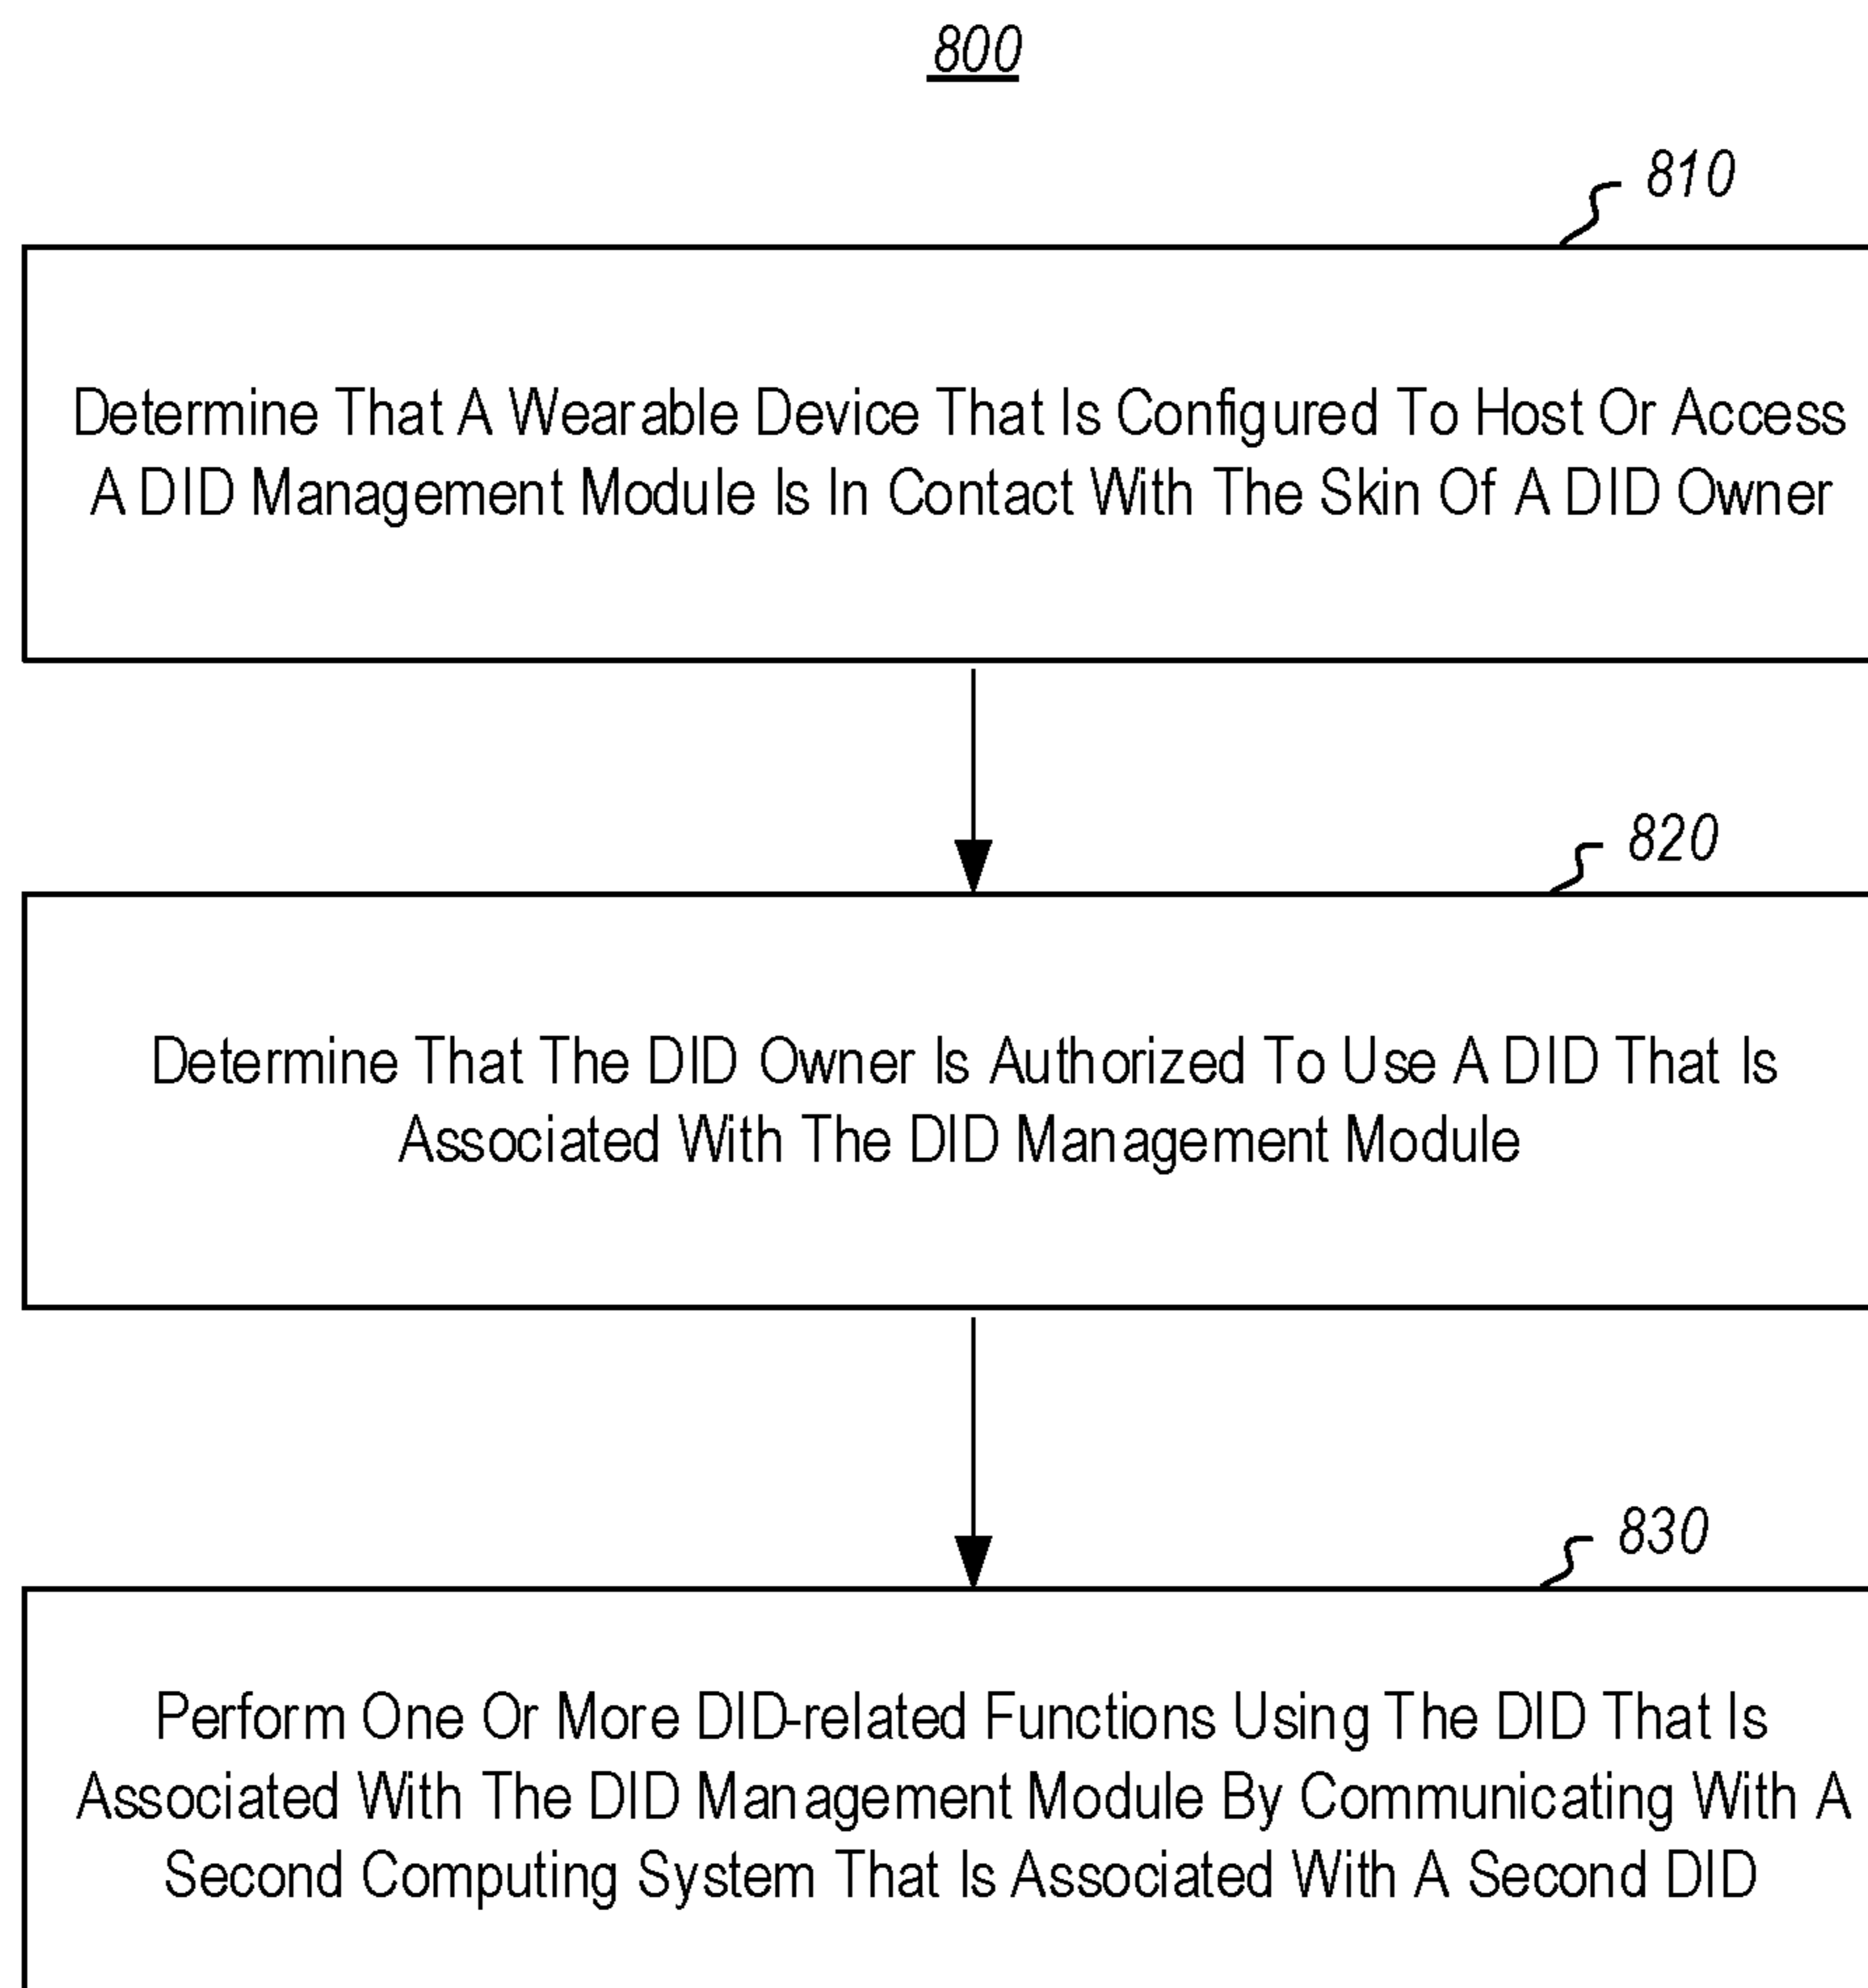 800
810
Determine That A Wearable Device That Is Configured To Host Or Access
A DID Management Module Is In Contact With The Skin Of A DID Owner
820
Determine That The DID Owner Is Authorized To Use A DID That Is
Associated With The DID Management Module
830
Perform One Or More DID-related Functions Using The DID That Is
Associated With The DID Management Module By Communicating With A
Second Computing System That Is Associated With A Second DID